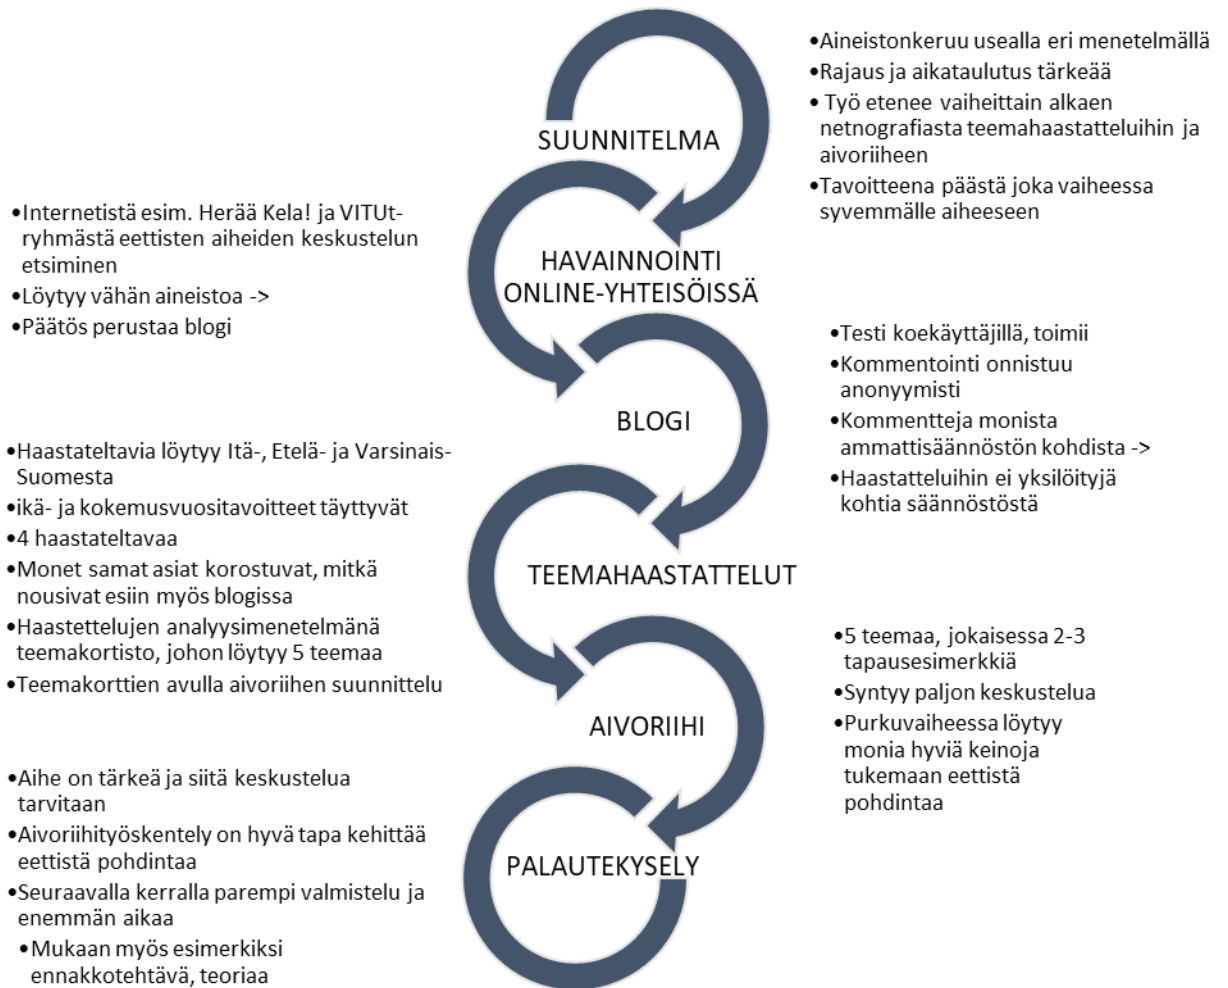 SUUNNITELMA
•Aineistonkeruu usealla eri menetelmällä
•Rajaus ja aikataulutus tärkeää
• Työ etenee vaiheittain alkaen
netnografiasta teemahaastatteluihin ja
aivoriiheen
•Tavoitteena päästä joka vaiheessa
syvemmälle aiheeseen
HAVAINNOINTI
ONLINE-YHTEISÖISSÄ
•Internetistä esim. Herää Kela! ja VITUt-
ryhmästä eettisten aiheiden keskustelun
etsiminen
•Löytyy vähän aineistoa ->
•Päätös perustaa blogi
BLOGI
•Testi koekäyttäjillä, toimii
•Kommentointi onnistuu
anonyymisti
•Kommentteja monista
ammattisäännöstön kohdista ->
•Haastatteluihin ei yksilöityjä
kohtia säännöstöstä
TEEMAHAASTATTELUT
•Haastateltavia löytyy Itä-, Etelä- ja Varsinais-
Suomesta
•ikä- ja kokemusvuositavoitteet täyttyvät
•4 haastateltavaa
•Monet samat asiat korostuvat, mitkä
nousivat esiin myös blogissa
•Haastettelujen analyysimenetelmänä
teemakortisto, johon löytyy 5 teemaa
•Teemakorttien avulla aivoriihen suunnittelu
AIVORIIHI
•5 teemaa, jokaisessa 2-3
tapausesimerkkiä
•Syntyy paljon keskustelua
•Purkuvaiheessa löytyy
monia hyviä keinoja
tukemaan eettistä
pohdintaa
PALAUTEKYSELY
•Aihe on tärkeä ja siitä keskustelua
tarvitaan
•Aivoriihityöskentely on hyvä tapa kehittää
eettistä pohdintaa
•Seuraavalla kerralla parempi valmistelu ja
enemmän aikaa
•Mukaan myös esimerkiksi
ennakkotehtävä, teoriaa